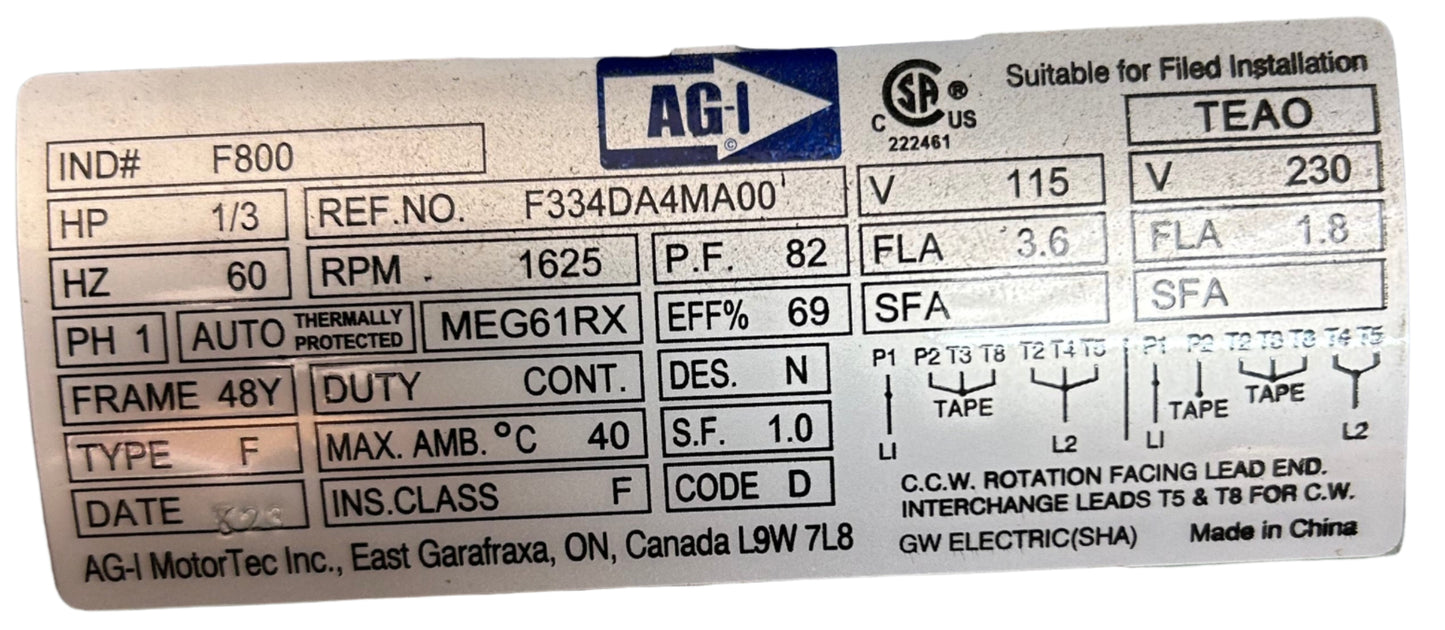 AG-I
©
CSA ®
C US
222461
Suitable for Filed Installation
TEAO
IND# F800
HP 1/3
REF.NO. F334DA4MA00
V 115
V 230
HZ 60
RPM 1625
P.F. 82
FLA 3.6
FLA 1.8
PH 1
AUTO THERMALLY
PROTECTED
MEG61RX
EFF% 69
SFA
SFA
FRAME 48Y
DUTY CONT.
DES. N
P1 P2 T3 T8 T2 T4 T5
TAPE
L1 L2
P1 P2 T2 T3 T8 T4 T5
TAPE TAPE
L1 L2
TYPE F
MAX. AMB. °C 40
S.F. 1.0
DATE
INS.CLASS F
CODE D
C.C.W. ROTATION FACING LEAD END.
INTERCHANGE LEADS T5 & T8 FOR C.W.
AG-I MotorTec Inc., East Garafraxa, ON, Canada L9W 7L8
GW ELECTRIC(SHA) Made in China